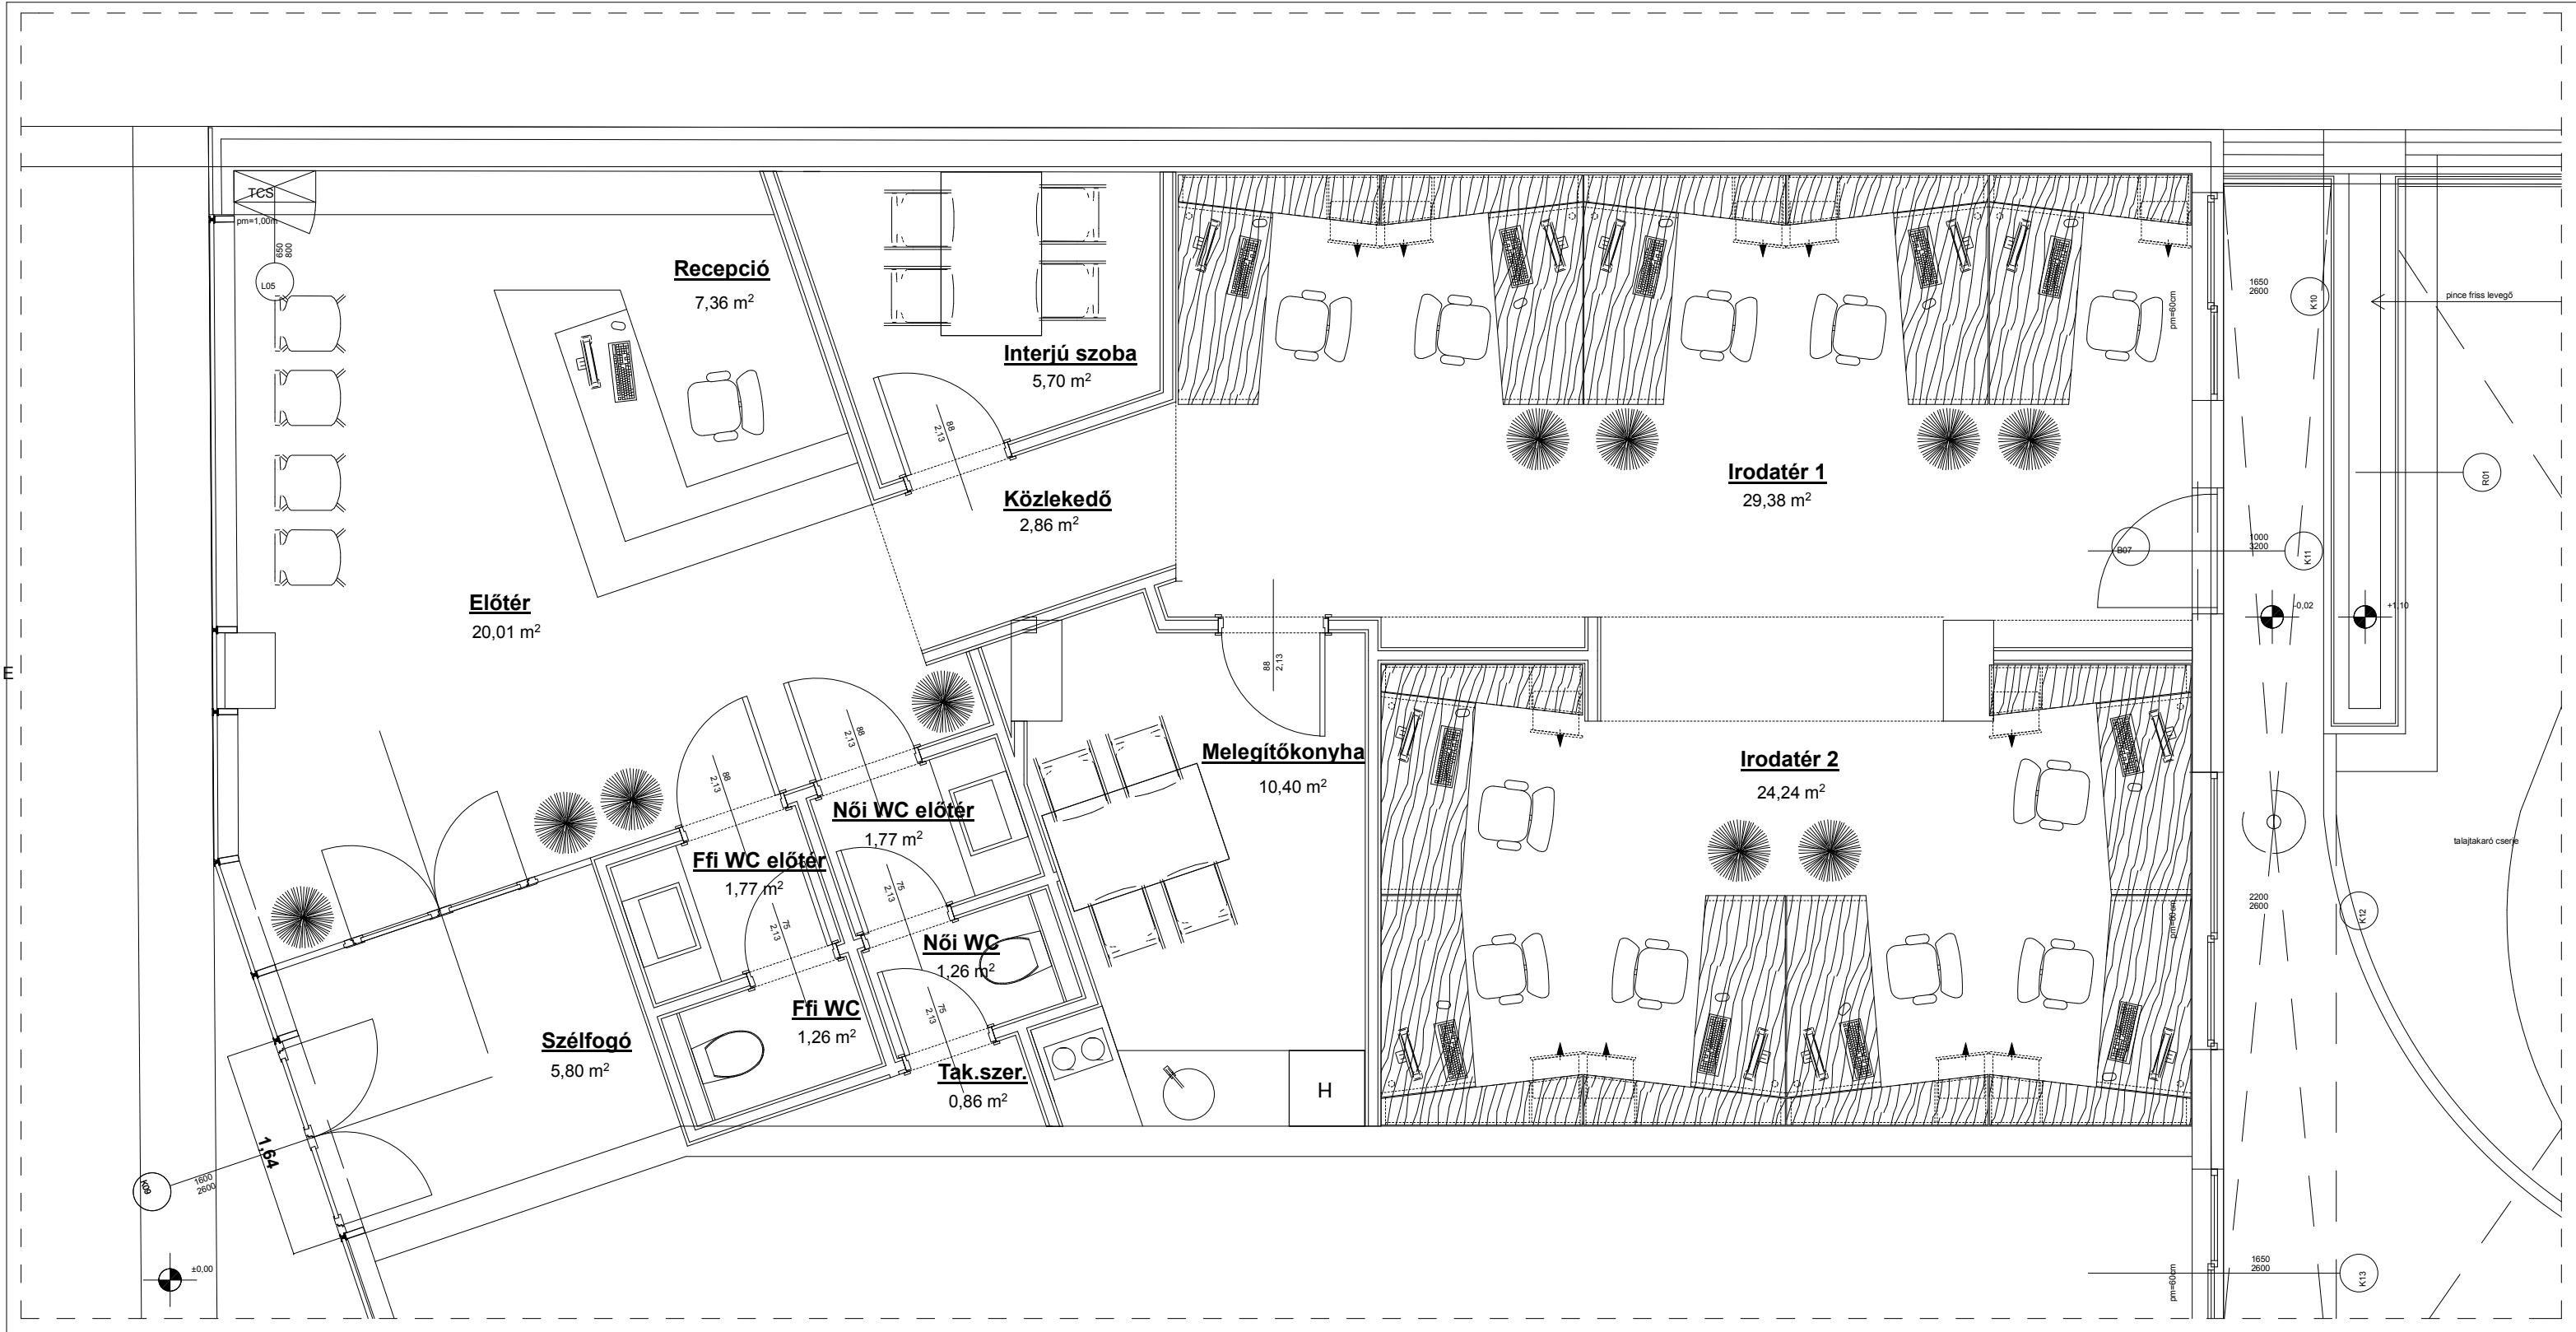 TCS
pm=1,00m
650
800
L05
Recepció
7,36 m²
Interjú szoba
5,70 m²
88
2,13
Közlekedő
2,86 m²
Irodatér 1
29,38 m²
pm=60cm
1650
2600
K10
pince friss levegő
R01
B07
1000
3200
K11
-0,02
+1,10
Előtér
20,01 m²
E
88
2,13
88
2,13
88
2,13
Melegítőkonyha
10,40 m²
Irodatér 2
24,24 m²
Női WC előtér
1,77 m²
Ffi WC előtér
1,77 m²
75
2,13
75
2,13
Női WC
1,26 m²
Ffi WC
1,26 m²
75
2,13
Szélfogó
5,80 m²
Tak.szer.
0,86 m²
H
talajtakaró cserje
pm=60cm
2200
2600
K12
1,64
K09
1600
2600
±0,00
pm=60cm
1650
2600
K13